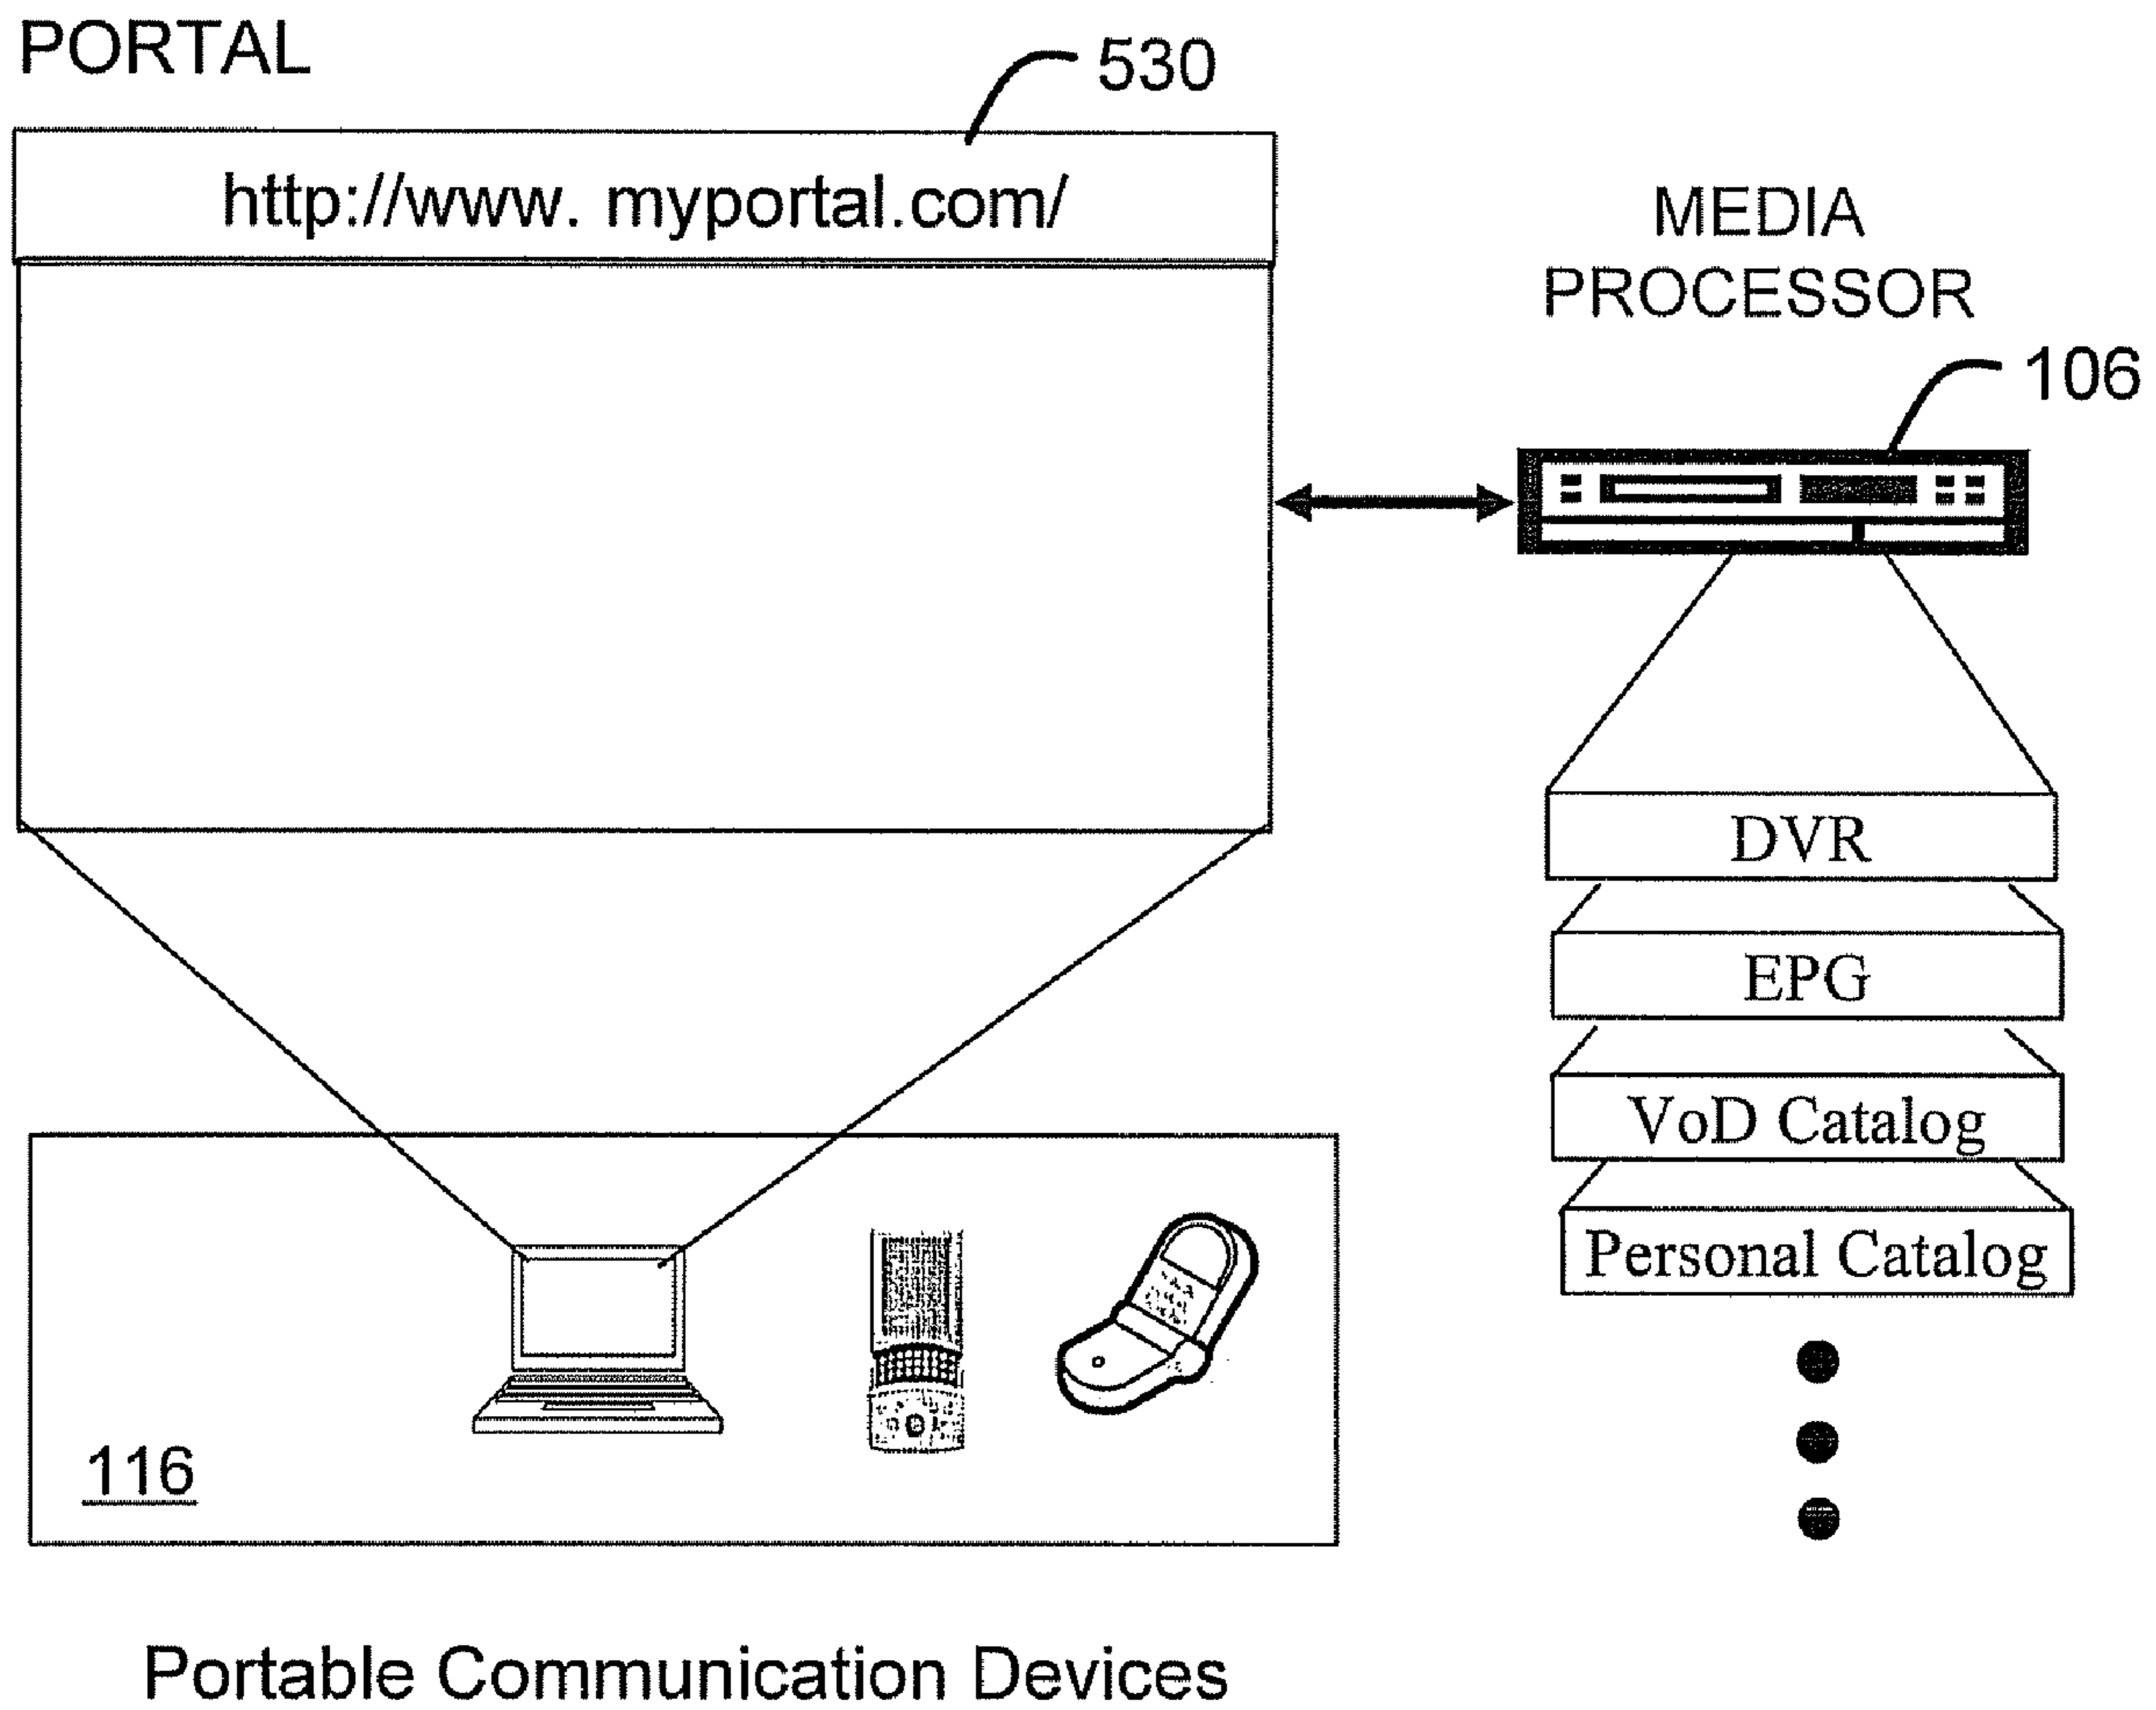 PORTAL
530
http://www. myportal.com/
MEDIA
PROCESSOR
106
DVR
EPG
VoD Catalog
Personal Catalog
116
Portable Communication Devices